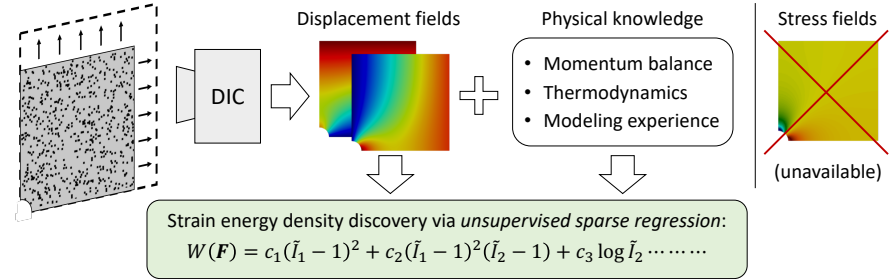 Displacement fields
Physical knowledge
Stress fields
DIC
• Momentum balance
• Thermodynamics
• Modeling experience
(unavailable)
Strain energy density discovery via unsupervised sparse regression:
W(F) = c₁(Ĩ₁ − 1)² + c₂(Ĩ₁ − 1)²(Ĩ₂ − 1) + c₃ log Ĩ₂ ⋯ ⋯ ⋯